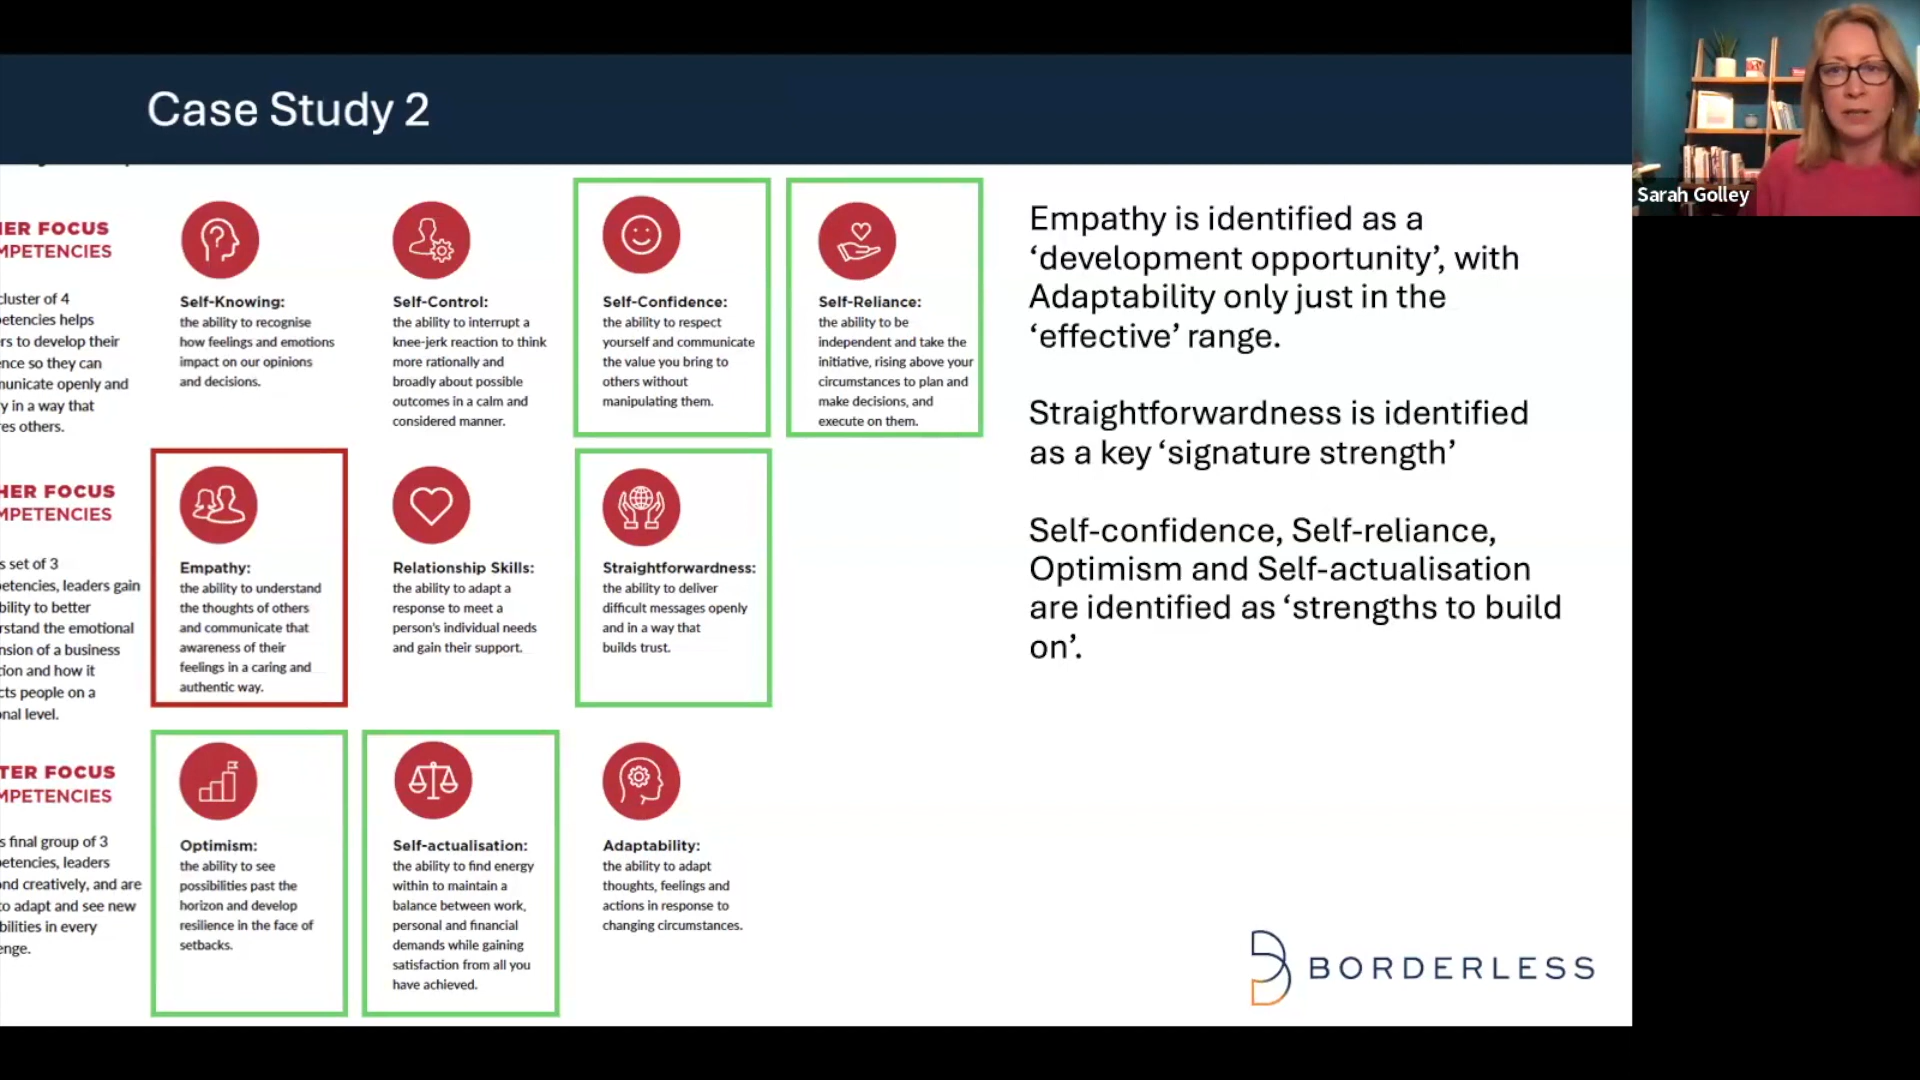 Case Study 2
Sarah Golley
HER FOCUS
MPETENCIES
cluster of 4
petencies helps
rs to develop their
nce so they can
municate openly and
y in a way that
res others.
Self-Knowing:
the ability to recognise
how feelings and emotions
impact on our opinions
and decisions.
Self-Control:
the ability to interrupt a
knee-jerk reaction to think
more rationally and
broadly about possible
outcomes in a calm and
considered manner.
Self-Confidence:
the ability to respect
yourself and communicate
the value you bring to
others without
manipulating them.
Self-Reliance:
the ability to be
independent and take the
initiative, rising above your
circumstances to plan and
make decisions, and
execute on them.
HER FOCUS
MPETENCIES
s set of 3
petencies, leaders gain
bility to better
rstand the emotional
nsion of a business
tion and how it
cts people on a
onal level.
Empathy:
the ability to understand
the thoughts of others
and communicate that
awareness of their
feelings in a caring and
authentic way.
Relationship Skills:
the ability to adapt a
response to meet a
person's individual needs
and gain their support.
Straightforwardness:
the ability to deliver
difficult messages openly
and in a way that
builds trust.
TER FOCUS
MPETENCIES
s final group of 3
petencies, leaders
ond creatively, and are
to adapt and see new
bilities in every
enge.
Optimism:
the ability to see
possibilities past the
horizon and develop
resilience in the face of
setbacks.
Self-actualisation:
the ability to find energy
within to maintain a
balance between work,
personal and financial
demands while gaining
satisfaction from all you
have achieved.
Adaptability:
the ability to adapt
thoughts, feelings and
actions in response to
changing circumstances.
Empathy is identified as a
‘development opportunity’, with
Adaptability only just in the
‘effective’ range.
Straightforwardness is identified
as a key ‘signature strength’
Self-confidence, Self-reliance,
Optimism and Self-actualisation
are identified as ‘strengths to build
on’.
BORDERLESS